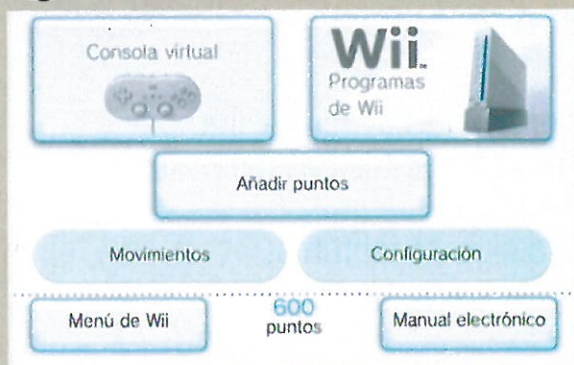 Consola virtual
Wii
Programas
de Wii
Añadir puntos
Movimientos
Configuración
Menú de Wii
600
puntos
Manual electrónico